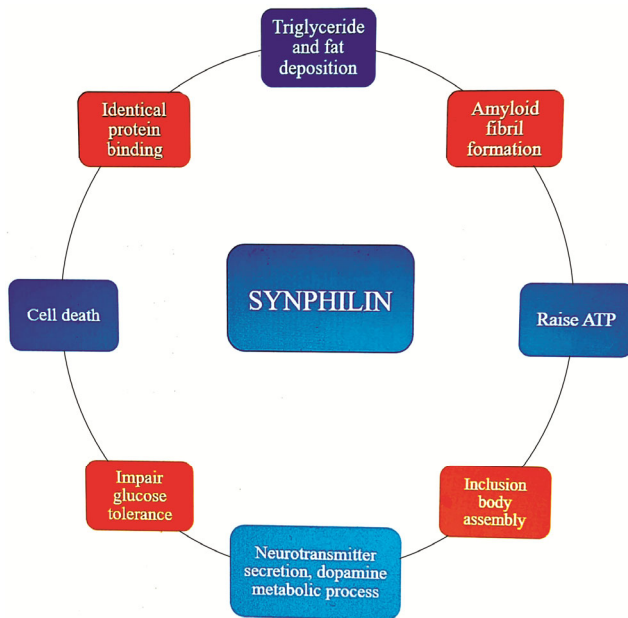 Triglyceride
and fat
deposition
Identical
protein
binding
Amyloid
fibril
formation
Cell death
SYNPHILIN
Raise ATP
Impair
glucose
tolerance
Inclusion
body
assembly
Neurotransmitter
secretion, dopamine
metabolic process